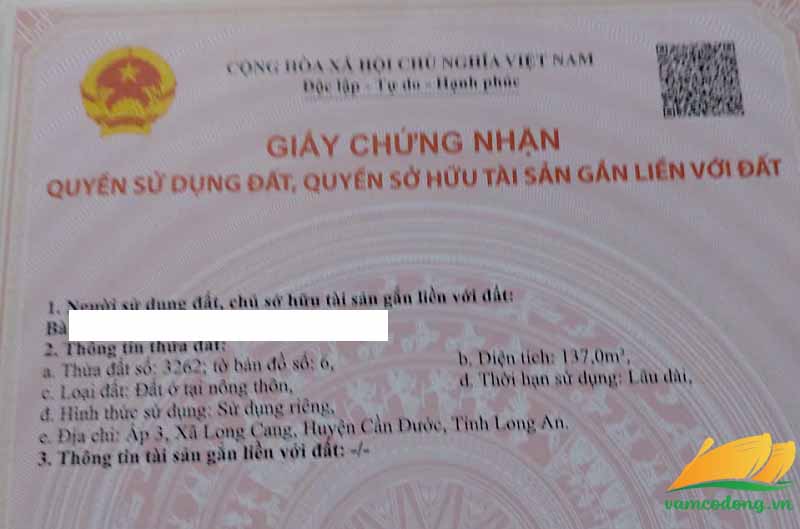 CỘNG HÒA XÃ HỘI CHỦ NGHĨA VIỆT NAM
Độc lập - Tự do - Hạnh phúc
GIẤY CHỨNG NHẬN
QUYỀN SỬ DỤNG ĐẤT, QUYỀN SỞ HỮU TÀI SẢN GẮN LIỀN VỚI ĐẤT
1. Người sử dụng đất, chủ sở hữu tài sản gắn liền với đất:
Bà
2. Thông tin thửa đất:
a. Thửa đất số: 3262; tờ bản đồ số: 6,
b. Diện tích: 137,0m²,
c. Loại đất: Đất ở tại nông thôn,
d. Thời hạn sử dụng: Lâu dài,
đ. Hình thức sử dụng: Sử dụng riêng,
e. Địa chỉ: Ấp 3, Xã Long Cang, Huyện Cần Đước, Tỉnh Long An.
3. Thông tin tài sản gắn liền với đất: -/-
vamcodong.vn